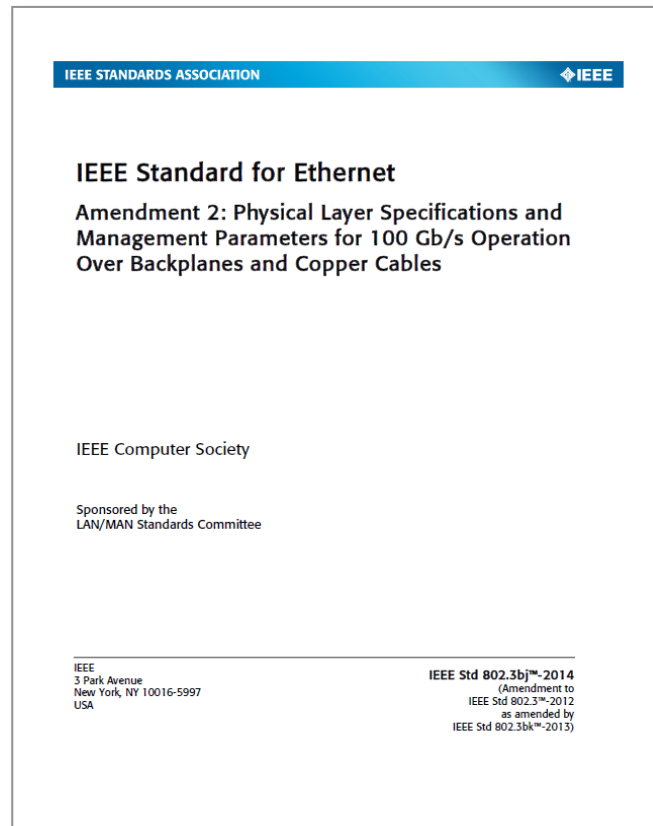 IEEE STANDARDS ASSOCIATION
IEEE
IEEE Standard for Ethernet
Amendment 2: Physical Layer Specifications and
Management Parameters for 100 Gb/s Operation
Over Backplanes and Copper Cables
IEEE Computer Society
Sponsored by the
LAN/MAN Standards Committee
IEEE
3 Park Avenue
New York, NY 10016-5997
USA
IEEE Std 802.3bj™-2014
(Amendment to
IEEE Std 802.3™-2012
as amended by
IEEE Std 802.3bk™-2013)